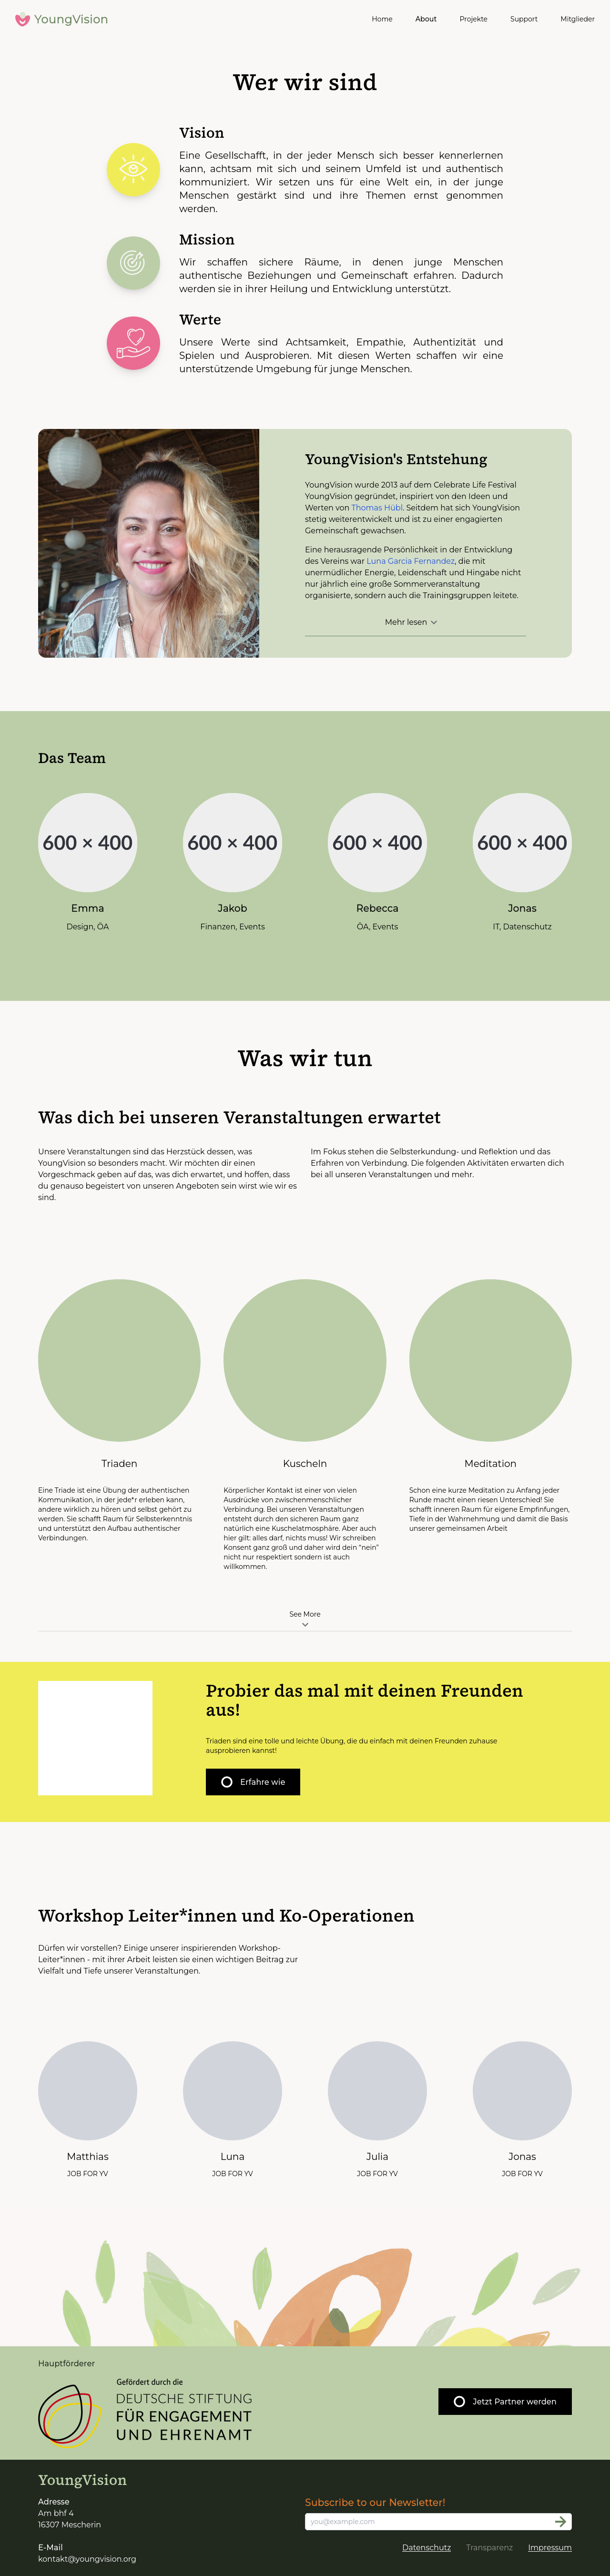 YoungVision
Home About Projekte Support Mitglieder
Wer wir sind
Vision
Eine Gesellschafft, in der jeder Mensch sich besser kennerlernen
kann, achtsam mit sich und seinem Umfeld ist und authentisch
kommuniziert. Wir setzen uns für eine Welt ein, in der junge
Menschen gestärkt sind und ihre Themen ernst genommen
werden.
Mission
Wir schaffen sichere Räume, in denen junge Menschen
authentische Beziehungen und Gemeinschaft erfahren. Dadurch
werden sie in ihrer Heilung und Entwicklung unterstützt.
Werte
Unsere Werte sind Achtsamkeit, Empathie, Authentizität und
Spielen und Ausprobieren. Mit diesen Werten schaffen wir eine
unterstützende Umgebung für junge Menschen.
YoungVision's Entstehung
YoungVision wurde 2013 auf dem Celebrate Life Festival
YoungVision gegründet, inspiriert von den Ideen und
Werten von Thomas Hübl. Seitdem hat sich YoungVision
stetig weiterentwickelt und ist zu einer engagierten
Gemeinschaft gewachsen.
Eine herausragende Persönlichkeit in der Entwicklung
des Vereins war Luna Garcia Fernandez, die mit
unermüdlicher Energie, Leidenschaft und Hingabe nicht
nur jährlich eine große Sommerveranstaltung
organisierte, sondern auch die Trainingsgruppen leitete.
Mehr lesen
Das Team
600 × 400 600 × 400 600 × 400 600 × 400
Emma Jakob Rebecca Jonas
Design, ÖA Finanzen, Events ÖA, Events IT, Datenschutz
Was wir tun
Was dich bei unseren Veranstaltungen erwartet
Unsere Veranstaltungen sind das Herzstück dessen, was
YoungVision so besonders macht. Wir möchten dir einen
Vorgeschmack geben auf das, was dich erwartet, und hoffen, dass
du genauso begeistert von unseren Angeboten sein wirst wie wir es
sind.
Im Fokus stehen die Selbsterkundung- und Reflektion und das
Erfahren von Verbindung. Die folgenden Aktivitäten erwarten dich
bei all unseren Veranstaltungen und mehr.
Triaden
Eine Triade ist eine Übung der authentischen
Kommunikation, in der jede*r erleben kann,
andere wirklich zu hören und selbst gehört zu
werden. Sie schafft Raum für Selbsterkenntnis
und unterstützt den Aufbau authentischer
Verbindungen.
Kuscheln
Körperlicher Kontakt ist einer von vielen
Ausdrücke von zwischenmenschlicher
Verbindung. Bei unseren Veranstaltungen
entsteht durch den sicheren Raum ganz
natürlich eine Kuschelatmosphäre. Aber auch
hier gilt: alles darf, nichts muss! Wir schreiben
Konsent ganz groß und daher wird dein “nein”
nicht nur respektiert sondern ist auch
willkommen.
Meditation
Schon eine kurze Meditation zu Anfang jeder
Runde macht einen riesen Unterschied! Sie
schafft inneren Raum für eigene Empfindungen,
Tiefe in der Wahrnehmung und damit die Basis
unserer gemeinsamen Arbeit
See More
Probier das mal mit deinen Freunden
aus!
Triaden sind eine tolle und leichte Übung, die du einfach mit deinen Freunden zuhause
ausprobieren kannst!
Erfahre wie
Workshop Leiter*innen und Ko-Operationen
Dürfen wir vorstellen? Einige unserer inspirierenden Workshop-
Leiter*innen - mit ihrer Arbeit leisten sie einen wichtigen Beitrag zur
Vielfalt und Tiefe unserer Veranstaltungen.
Matthias Luna Julia Jonas
JOB FOR YV JOB FOR YV JOB FOR YV JOB FOR YV
Hauptförderer
Gefördert durch die
DEUTSCHE STIFTUNG
FÜR ENGAGEMENT
UND EHRENAMT
Jetzt Partner werden
YoungVision
Adresse
Am bhf 4
16307 Mescherin
E-Mail
kontakt@youngvision.org
Subscribe to our Newsletter!
you@example.com
Datenschutz Transparenz Impressum